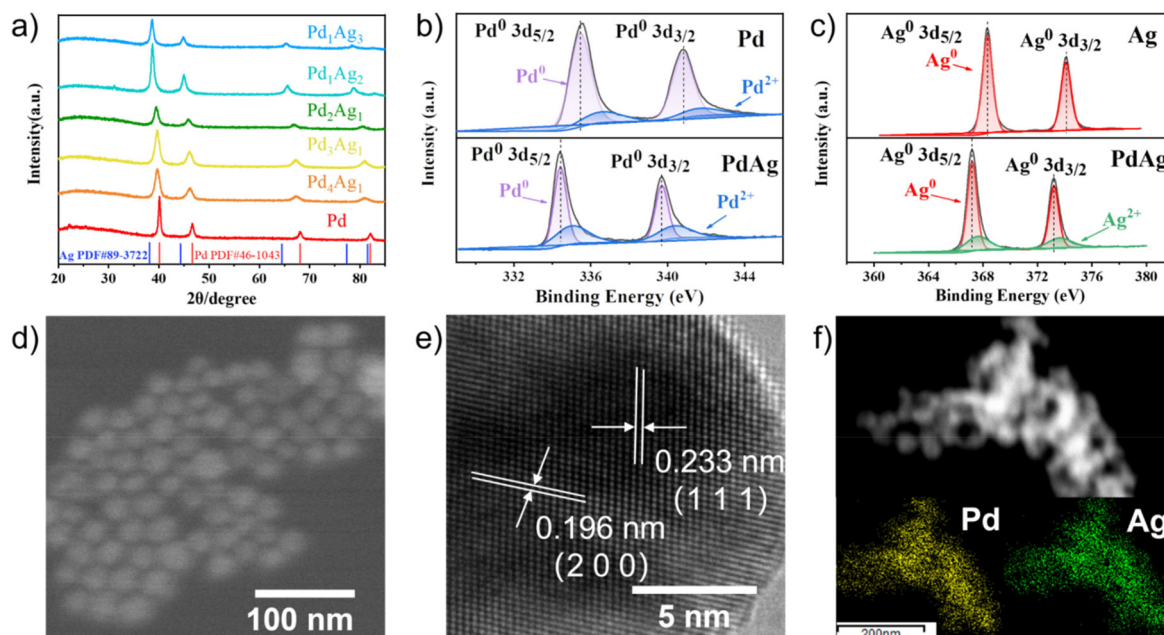 a)
Intensity(a.u.)
Pd₁Ag₃
Pd₁Ag₂
Pd₂Ag₁
Pd₃Ag₁
Pd₄Ag₁
Pd
Ag PDF#89-3722
Pd PDF#46-1043
20 30 40 50 60 70 80 85
2θ/degree
b)
Intensity(a.u.)
Pd⁰ 3d₅/₂ Pd⁰ 3d₃/₂ Pd
Pd⁰
Pd²⁺
Pd⁰ 3d₅/₂ Pd⁰ 3d₃/₂ PdAg
Pd⁰
Pd²⁺
332 336 340 344
Binding Energy (eV)
c)
Intensity(a.u.)
Ag⁰ 3d₅/₂ Ag⁰ 3d₃/₂ Ag
Ag⁰
Ag⁰ 3d₅/₂ Ag⁰ 3d₃/₂ PdAg
Ag⁰
Ag²⁺
360 364 368 372 376 380
Binding Energy (eV)
d)
100 nm
e)
0.233 nm
(1 1 1)
0.196 nm
(2 0 0)
5 nm
f)
Pd
Ag
200nm